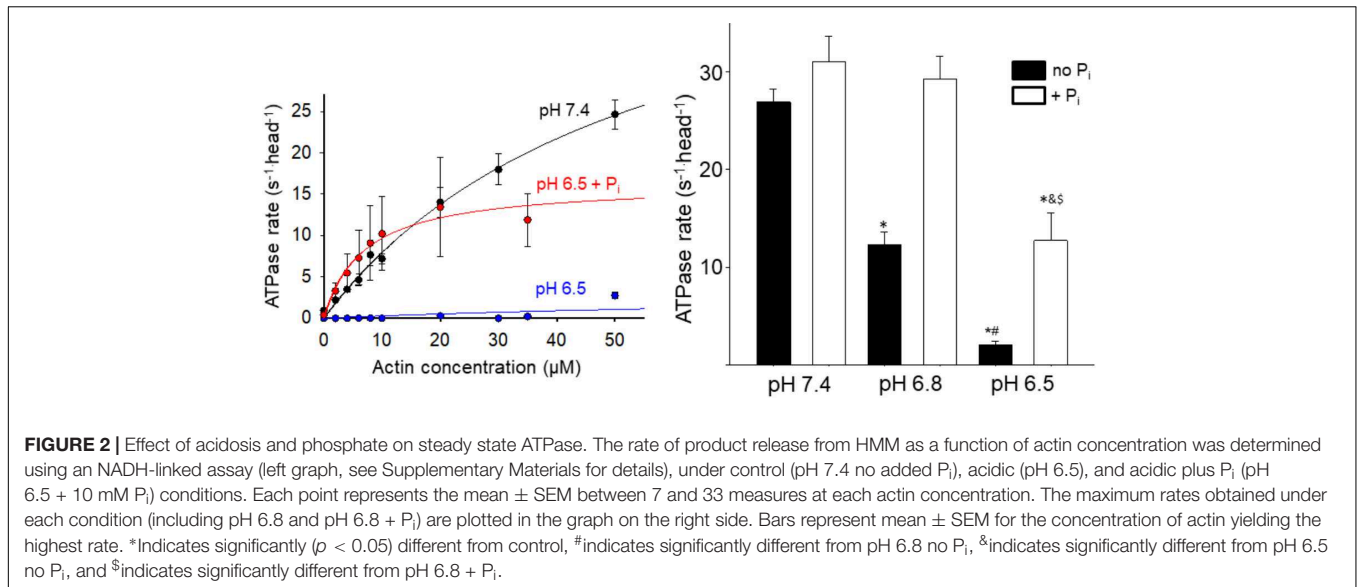 ATPase rate (s⁻¹·head⁻¹)
25
20
15
10
5
0
pH 7.4
pH 6.5 + Pᵢ
pH 6.5
0 10 20 30 40 50
Actin concentration (µM)
ATPase rate (s⁻¹·head⁻¹)
30
20
10
no Pᵢ
+ Pᵢ
*
*#
*&$
pH 7.4 pH 6.8 pH 6.5
FIGURE 2 | Effect of acidosis and phosphate on steady state ATPase. The rate of product release from HMM as a function of actin concentration was determined
using an NADH-linked assay (left graph, see Supplementary Materials for details), under control (pH 7.4 no added Pᵢ), acidic (pH 6.5), and acidic plus Pᵢ (pH
6.5 + 10 mM Pᵢ) conditions. Each point represents the mean ± SEM between 7 and 33 measures at each actin concentration. The maximum rates obtained under
each condition (including pH 6.8 and pH 6.8 + Pᵢ) are plotted in the graph on the right side. Bars represent mean ± SEM for the concentration of actin yielding the
highest rate. *Indicates significantly (p < 0.05) different from control, #indicates significantly different from pH 6.8 no Pᵢ, &indicates significantly different from pH 6.5
no Pᵢ, and $indicates significantly different from pH 6.8 + Pᵢ.